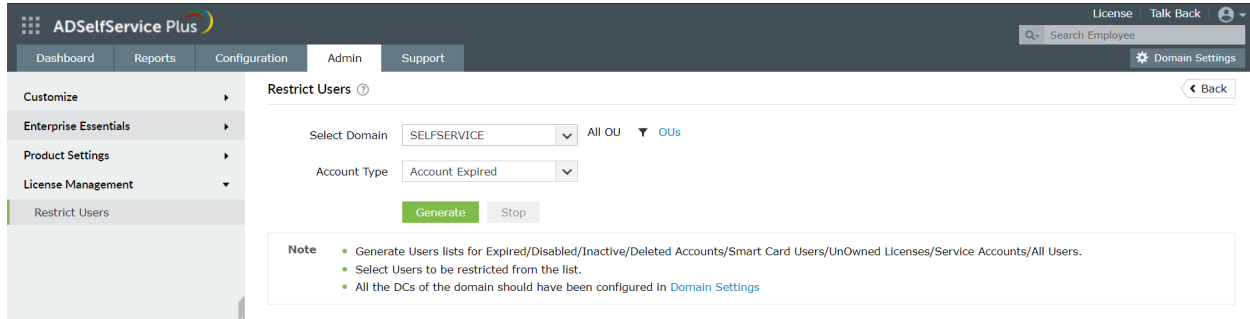 License Talk Back
ADSelfService Plus
Search Employee
Dashboard Reports Configuration Admin Support
Domain Settings
Customize
Enterprise Essentials
Product Settings
License Management
Restrict Users
Restrict Users ?
Back
Select Domain SELFSERVICE All OU OUs
Account Type Account Expired
Generate Stop
Note • Generate Users lists for Expired/Disabled/Inactive/Deleted Accounts/Smart Card Users/UnOwned Licenses/Service Accounts/All Users.
• Select Users to be restricted from the list.
• All the DCs of the domain should have been configured in Domain Settings